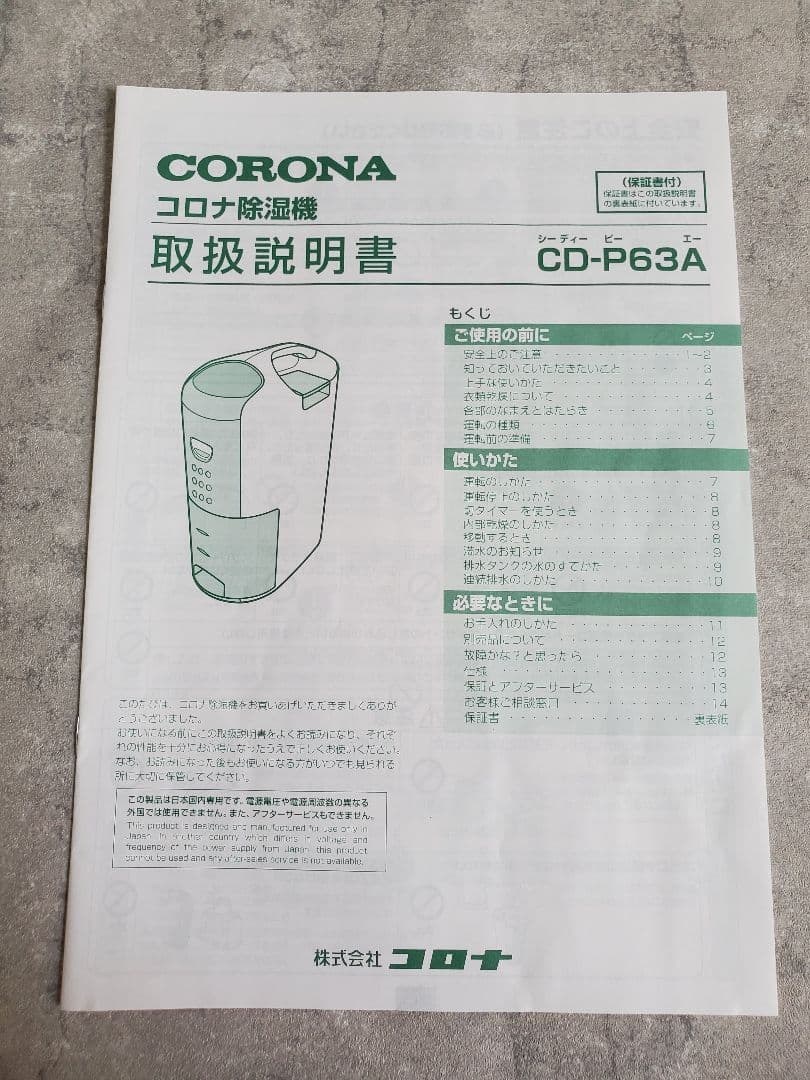 CORONA
コロナ除湿機
取扱説明書
(保証書付)
保証書はこの取扱説明書
の裏表紙に付いています。
シー ディー ピー エー
CD-P63A
もくじ
ご使用の前に ページ
安全上のご注意 1〜2
知っておいていただきたいこと 3
上手な使いかた 4
衣類乾燥について 4
各部のなまえとはたらき 5
運転の種類 6
運転前の準備 7
使いかた
運転のしかた 7
運転停止のしかた 8
切タイマーを使うとき 8
内部乾燥のしかた 8
移動するとき 8
満水のお知らせ 9
排水タンクの水のすてかた 9
連続排水のしかた 10
必要なときに
お手入れのしかた 11
別売品について 12
故障かな?と思ったら 12
仕様 13
保証とアフターサービス 13
お客様ご相談窓口 14
保証書 裏表紙
このたびは、コロナ除湿機をお買いあげいただきましてありが
とうございました。
お使いになる前にこの取扱説明書をよくお読みになり、それぞ
れの性能を十分にお心得になったうえで正しくお使いください。
なお、お読みになった後もお使いになる方がいつでも見られる
所に大切に保管してください。
この製品は日本国内専用です。電源電圧や電源周波数の異なる
外国では使用できません。また、アフターサービスもできません。
This product is designed and manufactured for use only in
Japan. In another country which differs in voltage and
frequency of the power supply from Japan, this product
cannot be used and any after-sales service is not available.
株式会社 コロナ